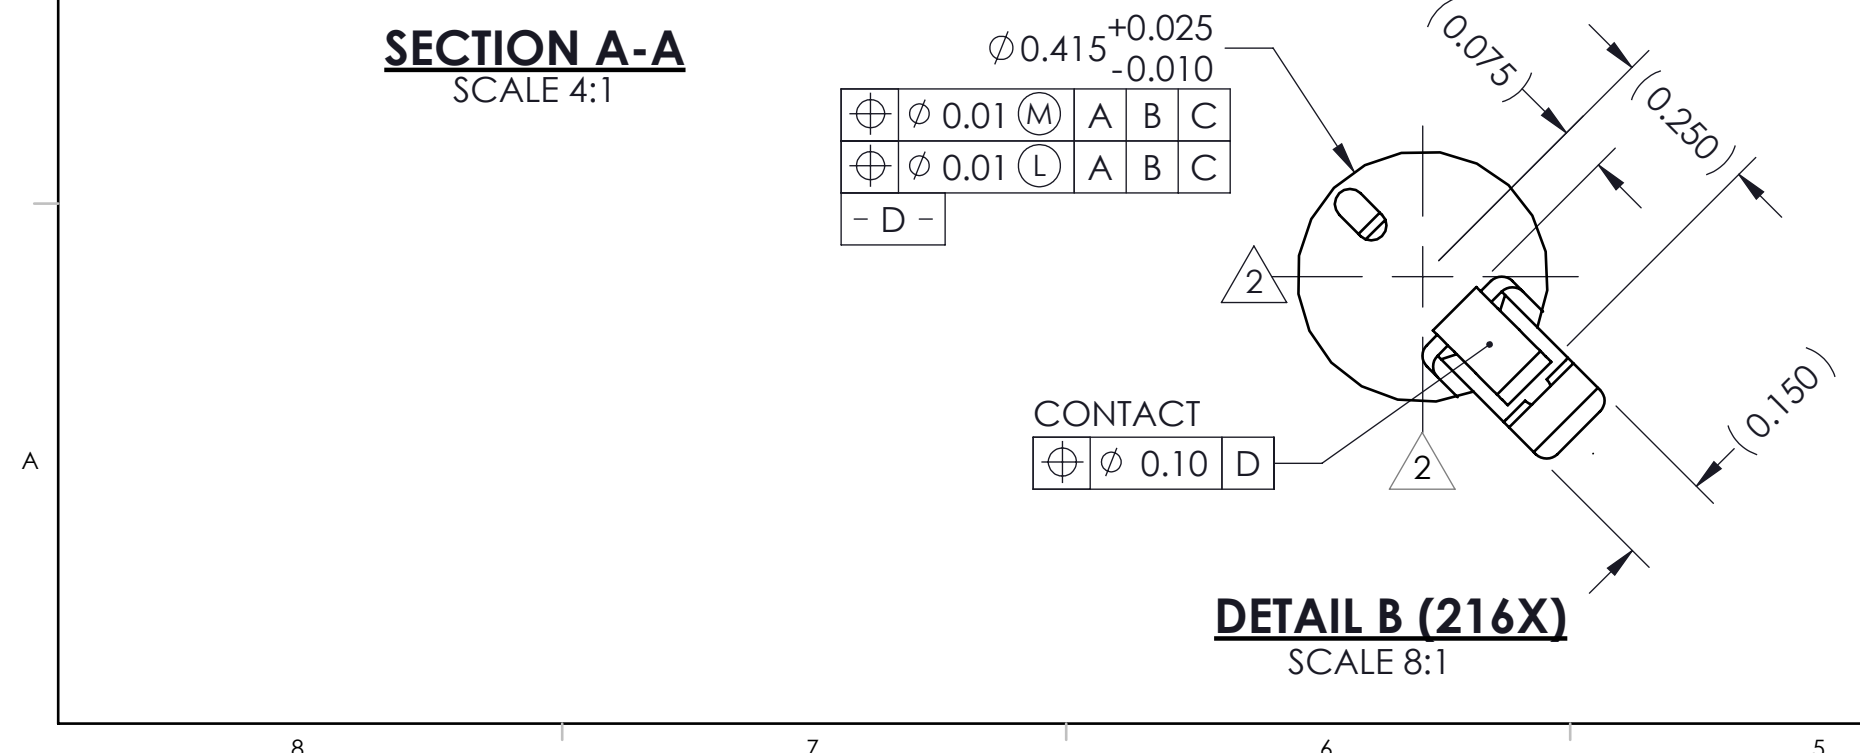 SECTION A-A
SCALE 4:1
⌀0.415 +0.025
-0.010
⌖ ⌀ 0.01 Ⓜ A B C
⌖ ⌀ 0.01 Ⓛ A B C
- D -
(0.075)
(0.250)
2
CONTACT
⌖ ⌀ 0.10 D
2
(0.150)
A
DETAIL B (216X)
SCALE 8:1
8 7 6 5